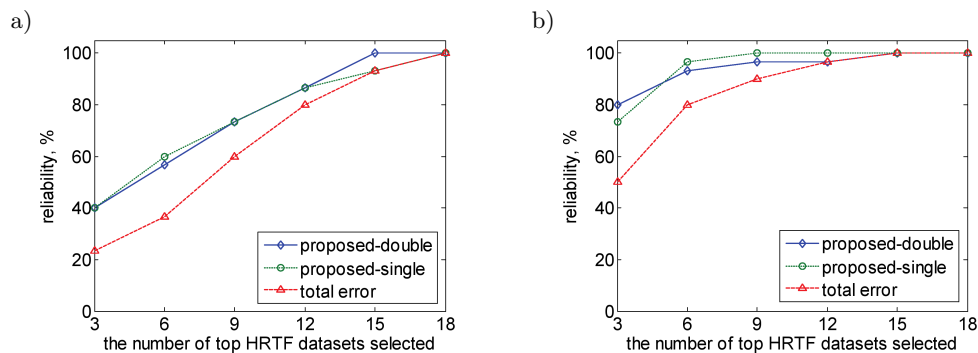 a)
100
80
60
40
20
0
reliability, %
3 6 9 12 15 18
the number of top HRTF datasets selected
proposed-double
proposed-single
total error
b)
100
80
60
40
20
0
reliability, %
3 6 9 12 15 18
the number of top HRTF datasets selected
proposed-double
proposed-single
total error